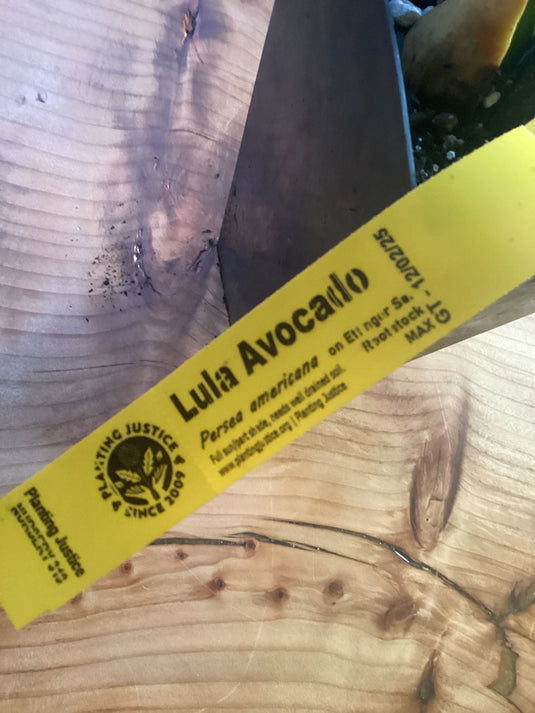 Planting Justice
PLANTING JUSTICE & SINCE 2009 &
Lula Avocado
Persea americana on Ettinger Se.
Rootstock
Full sun/part shade, needs well drained soil.
www.plantingjustice.org | Planting Justice
GT - 12/02/25
MAX